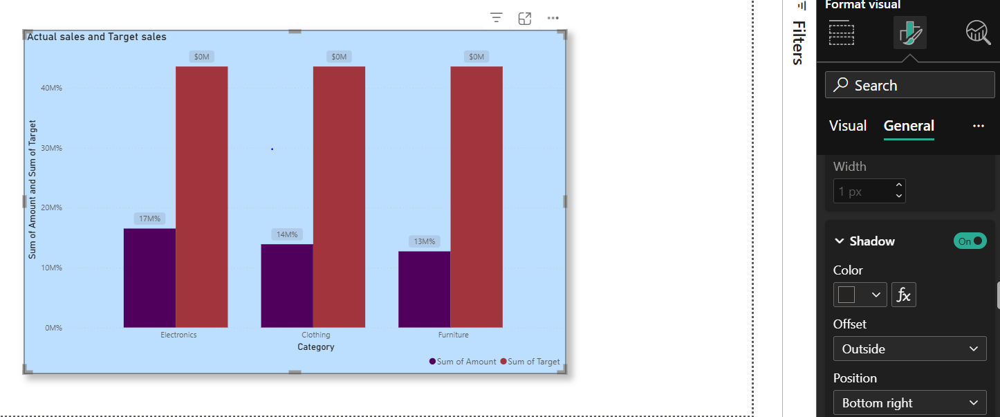 Actual sales and Target sales
$0M
$0M
$0M
40M%
30M%
20M%
10M%
0M%
17M%
14M%
13M%
Sum of Amount and Sum of Target
Electronics
Clothing
Furniture
Category
Sum of Amount
Sum of Target
Filters
Format visual
Search
Visual
General
Width
1 px
Shadow
On
Color
fx
Offset
Outside
Position
Bottom right